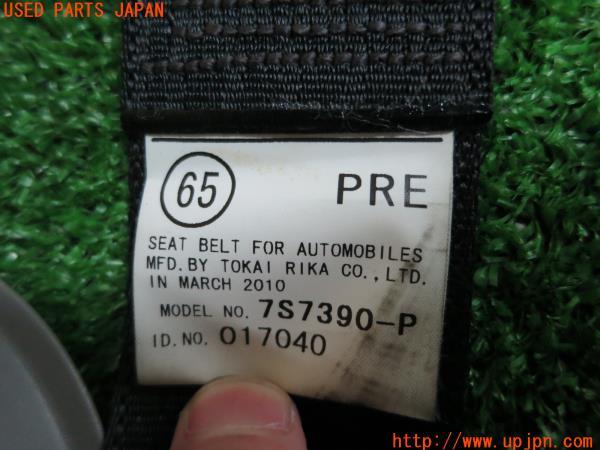 USED PARTS JAPAN
65 PRE
SEAT BELT FOR AUTOMOBILES
MFD.BY TOKAI RIKA CO.,LTD.
IN MARCH 2010
MODEL NO. 7S7390-P
ID.NO. 017040
http://www.upjpn.com/